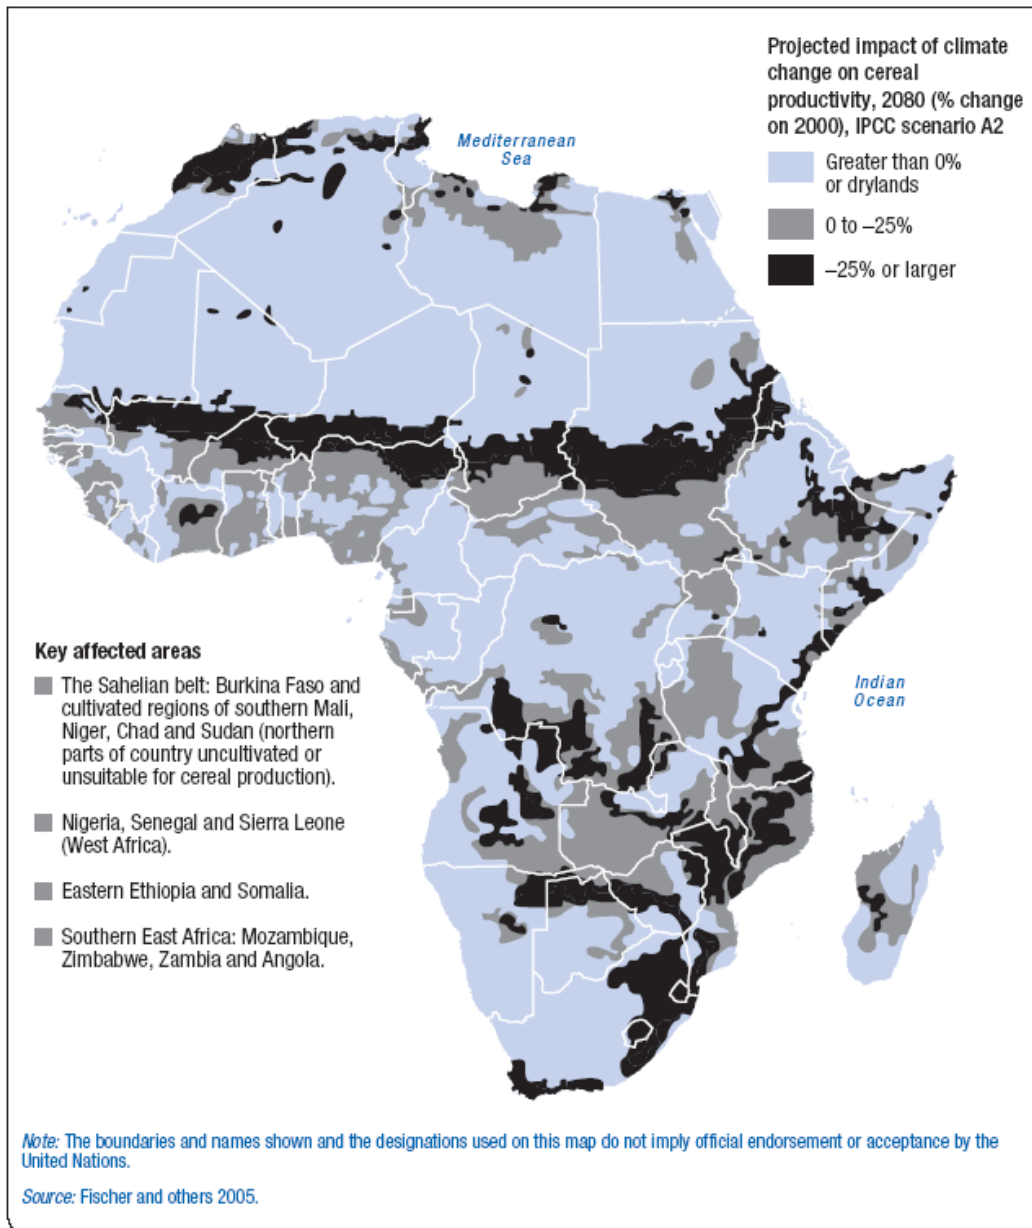 Projected impact of climate
change on cereal
productivity, 2080 (% change
on 2000), IPCC scenario A2
Greater than 0%
or drylands
0 to –25%
–25% or larger
Mediterranean
Sea
Indian
Ocean
Key affected areas
The Sahelian belt: Burkina Faso and
cultivated regions of southern Mali,
Niger, Chad and Sudan (northern
parts of country uncultivated or
unsuitable for cereal production).
Nigeria, Senegal and Sierra Leone
(West Africa).
Eastern Ethiopia and Somalia.
Southern East Africa: Mozambique,
Zimbabwe, Zambia and Angola.
Note: The boundaries and names shown and the designations used on this map do not imply official endorsement or acceptance by the
United Nations.
Source: Fischer and others 2005.